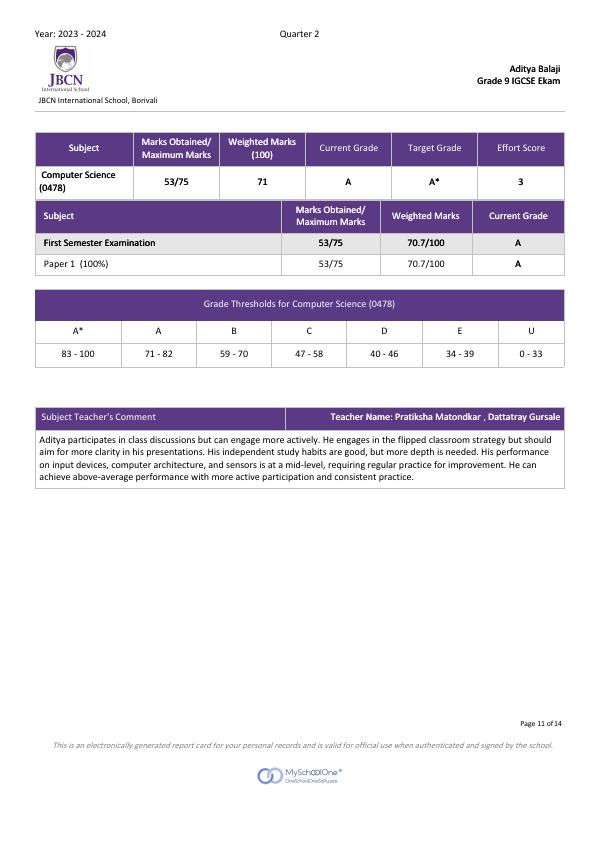 Year: 2023 - 2024 Quarter 2
JBCN
International School
Aditya Balaji
Grade 9 IGCSE Ekam
JBCN International School, Borivali
Subject Marks Obtained/ Maximum Marks Weighted Marks (100) Current Grade Target Grade Effort Score
Computer Science (0478) 53/75 71 A A* 3
Subject Marks Obtained/ Maximum Marks Weighted Marks Current Grade
First Semester Examination 53/75 70.7/100 A
Paper 1 (100%) 53/75 70.7/100 A
Grade Thresholds for Computer Science (0478)
A* A B C D E U
83 - 100 71 - 82 59 - 70 47 - 58 40 - 46 34 - 39 0 - 33
Subject Teacher's Comment Teacher Name: Pratiksha Matondkar , Dattatray Gursale
Aditya participates in class discussions but can engage more actively. He engages in the flipped classroom strategy but should
aim for more clarity in his presentations. His independent study habits are good, but more depth is needed. His performance
on input devices, computer architecture, and sensors is at a mid-level, requiring regular practice for improvement. He can
achieve above-average performance with more active participation and consistent practice.
Page 11 of 14
This is an electronically generated report card for your personal records and is valid for official use when authenticated and signed by the school.
MySchoolOne®
OneSchoolOneSoftware